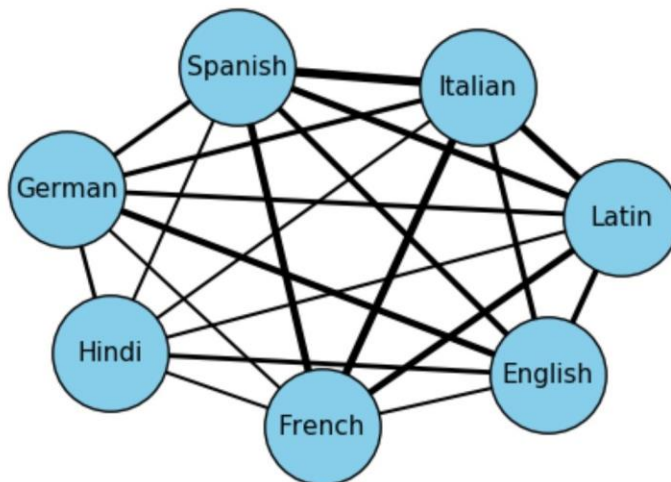 Spanish
Italian
German
Latin
Hindi
English
French